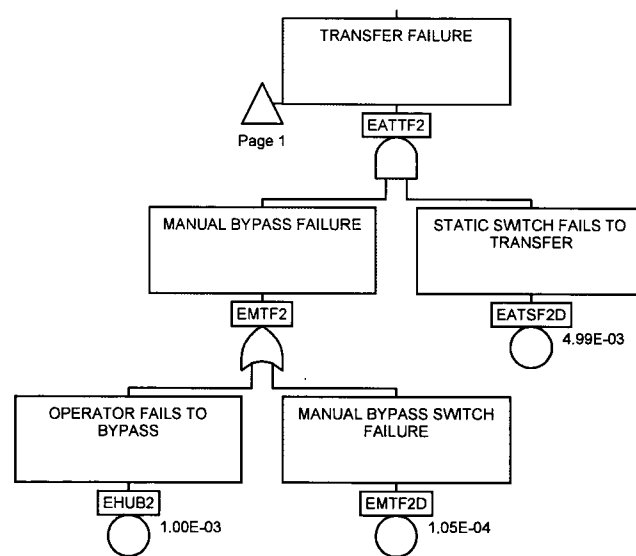 TRANSFER FAILURE
Page 1
EATTF2
MANUAL BYPASS FAILURE
STATIC SWITCH FAILS TO
TRANSFER
EMTF2
EATSF2D
4.99E-03
OPERATOR FAILS TO
BYPASS
MANUAL BYPASS SWITCH
FAILURE
EHUB2
EMTF2D
1.00E-03
1.05E-04